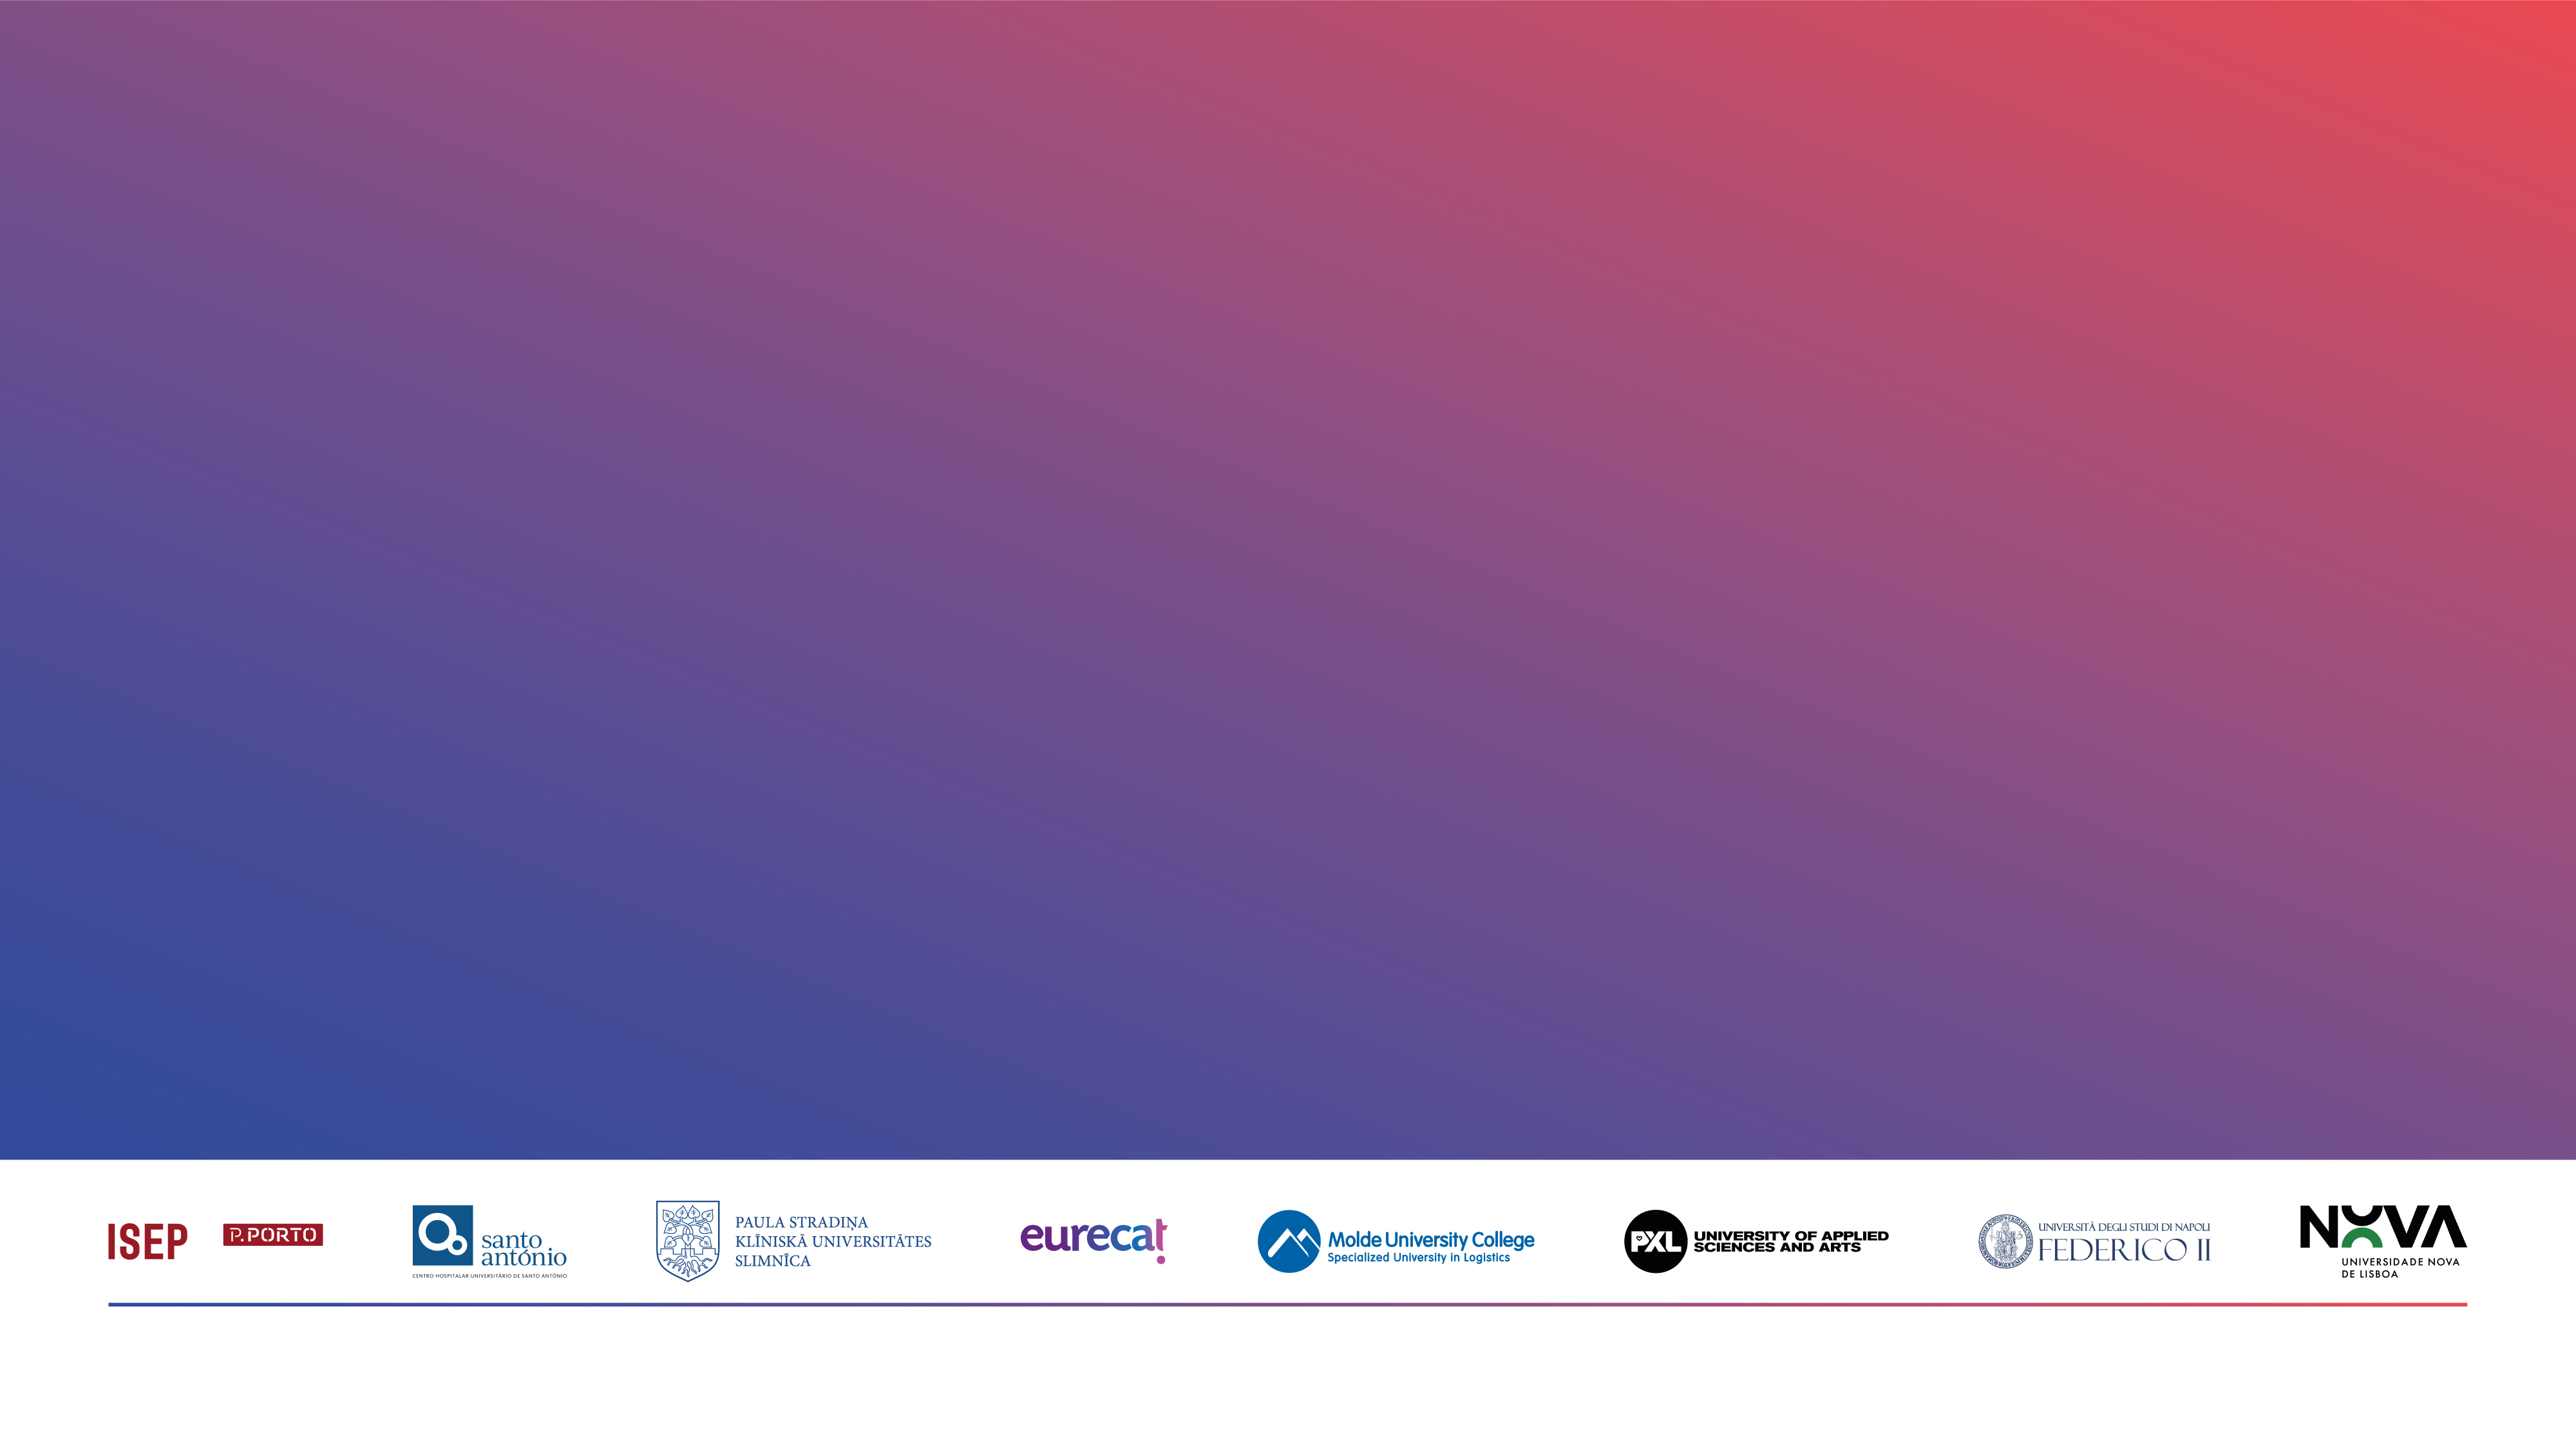 ISEP
P.PORTO
santo
antónio
CENTRO HOSPITALAR UNIVERSITÁRIO DE SANTO ANTÓNIO
PAULA STRADIŅA
KLĪNISKĀ UNIVERSITĀTES
SLIMNĪCA
eurecat
Molde University College
Specialized University in Logistics
PXL
UNIVERSITY OF APPLIED
SCIENCES AND ARTS
UNIVERSITÀ DEGLI STUDI DI NAPOLI
FEDERICO II
NOVA
UNIVERSIDADE NOVA
DE LISBOA